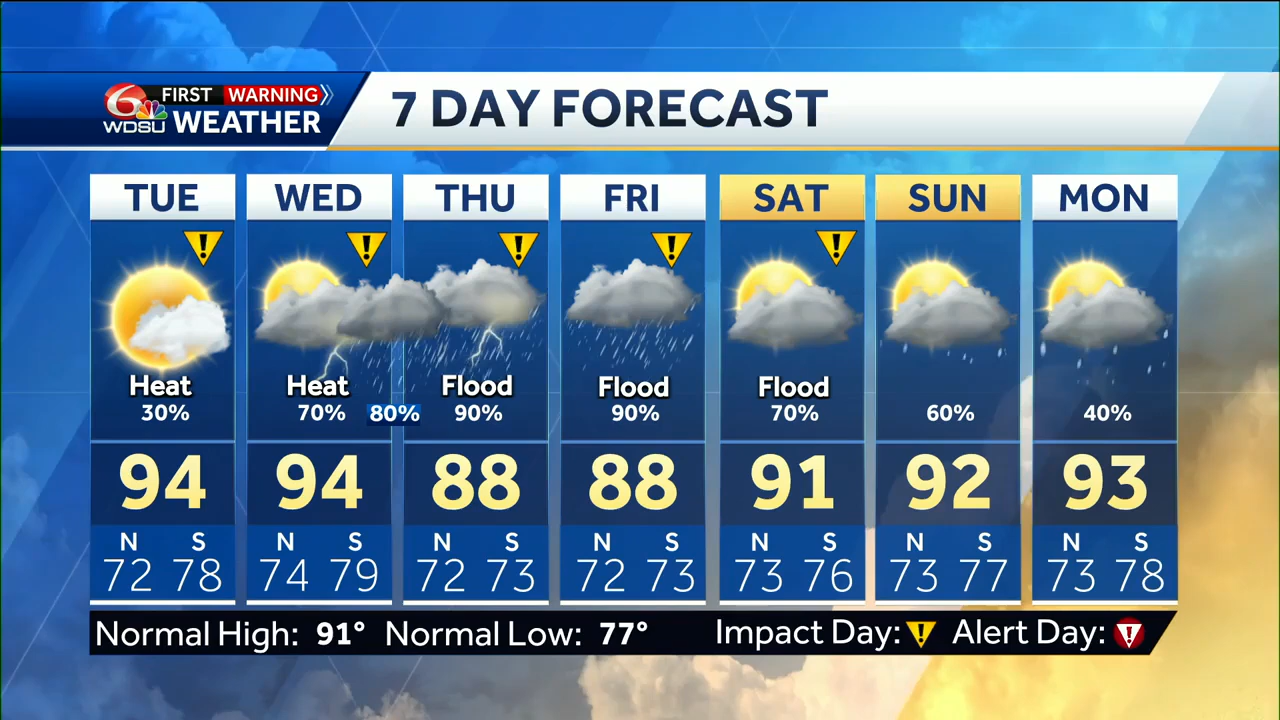 6 FIRST WARNING
WDSU WEATHER
7 DAY FORECAST
TUE WED THU FRI SAT SUN MON
! ! ! ! !
Heat Heat Flood Flood Flood
30% 70% 80% 90% 90% 70% 60% 40%
94 94 88 88 91 92 93
N S N S N S N S N S N S N S
72 78 74 79 72 73 72 73 73 76 73 77 73 78
Normal High: 91° Normal Low: 77° Impact Day: ! Alert Day: !